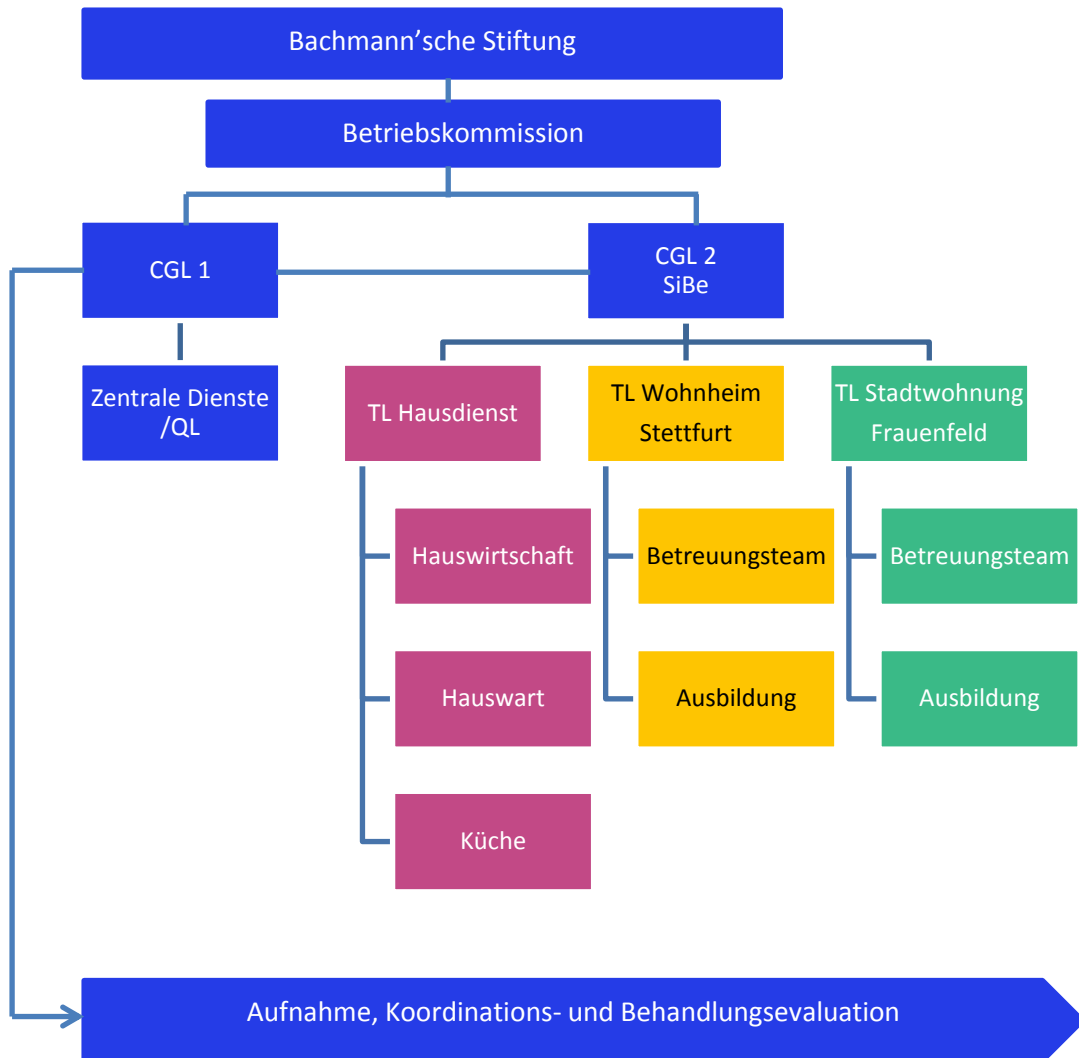 Bachmann’sche Stiftung
Betriebskommission
CGL 1
CGL 2
SiBe
Zentrale Dienste
/QL
TL Hausdienst
TL Wohnheim
Stettfurt
TL Stadtwohnung
Frauenfeld
Hauswirtschaft
Betreuungsteam
Betreuungsteam
Hauswart
Ausbildung
Ausbildung
Küche
Aufnahme, Koordinations- und Behandlungsevaluation